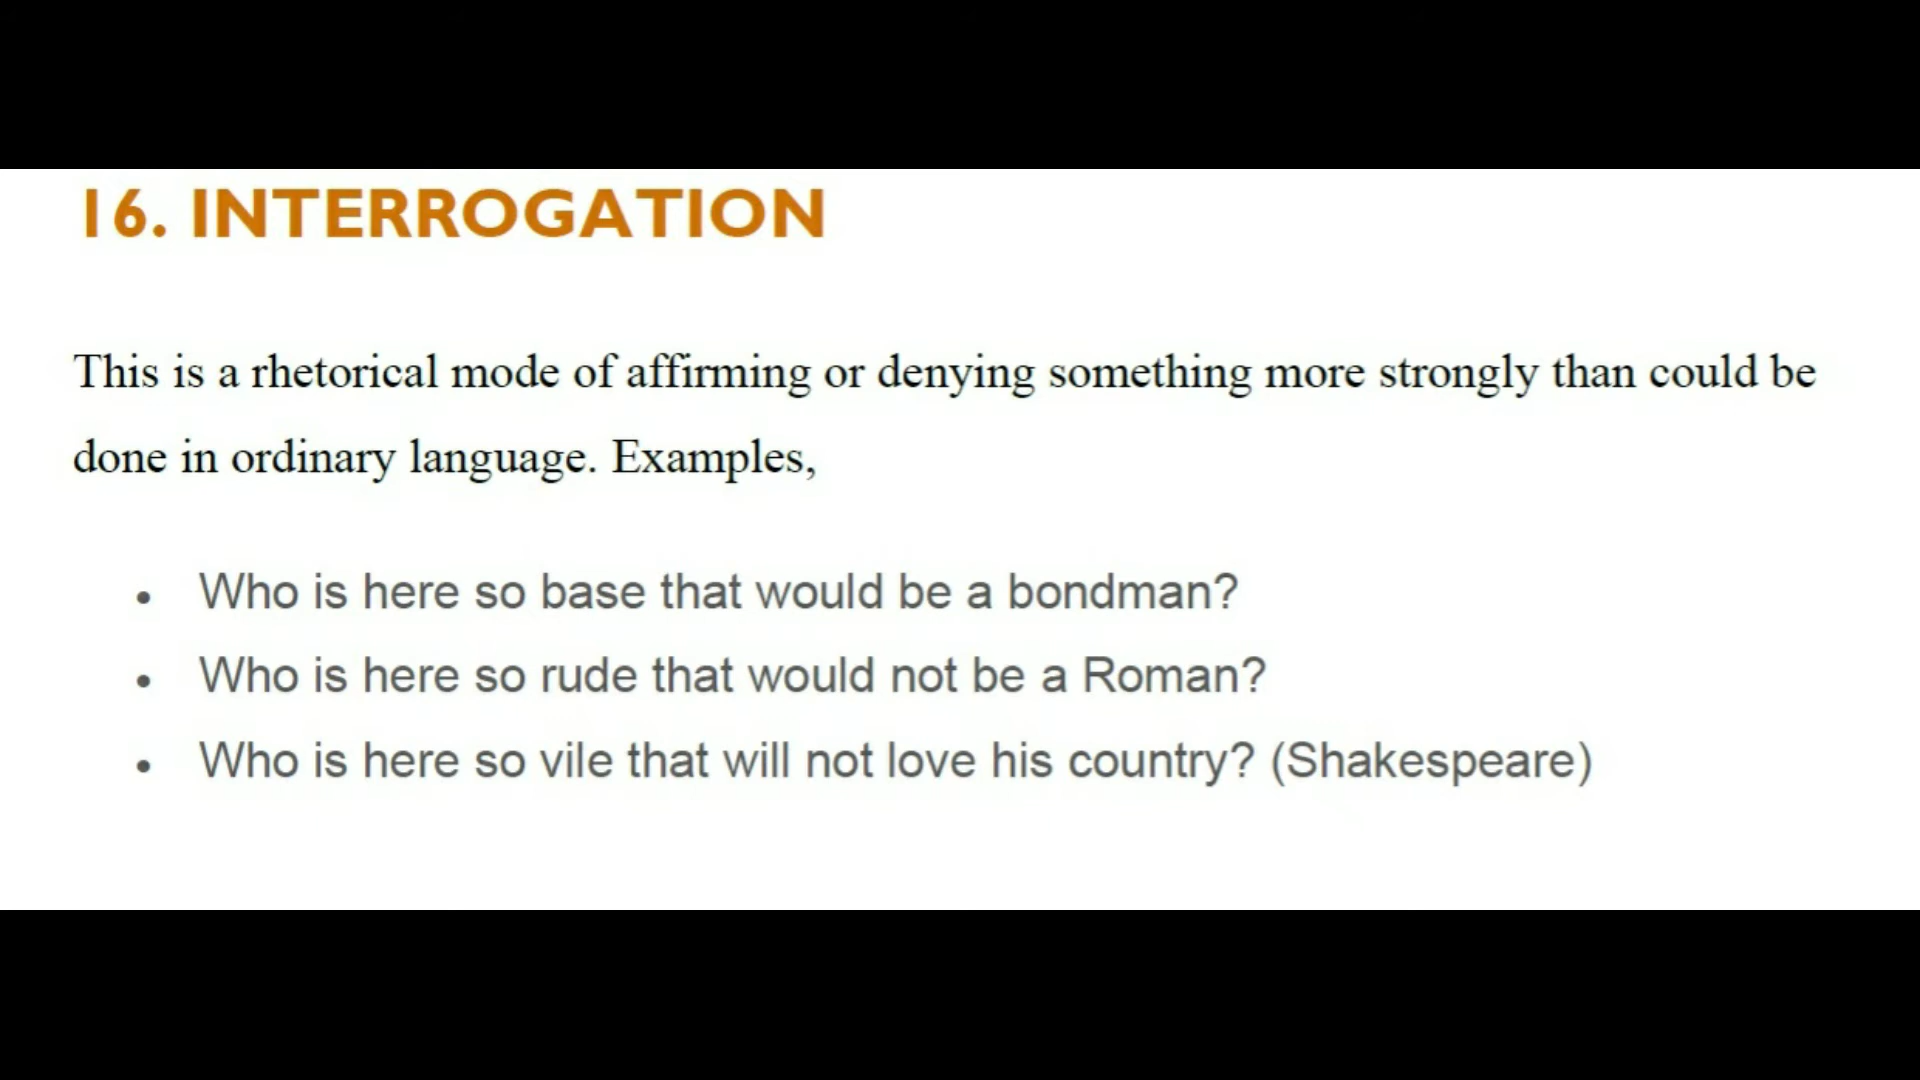 16. INTERROGATION
This is a rhetorical mode of affirming or denying something more strongly than could be
done in ordinary language. Examples,
• Who is here so base that would be a bondman?
• Who is here so rude that would not be a Roman?
• Who is here so vile that will not love his country? (Shakespeare)